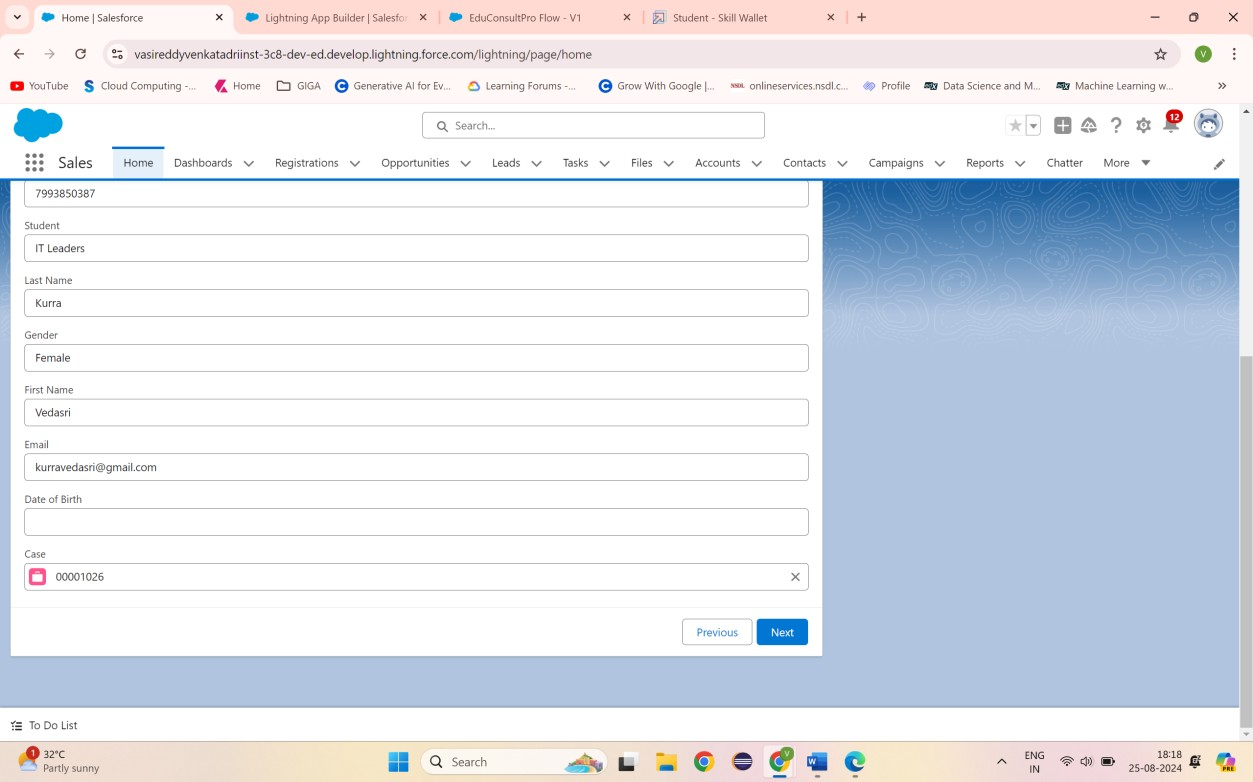 Home | Salesforce
Lightning App Builder | Salesfor
EduConsultPro Flow - V1
Student - Skill Wallet
vasireddyvenkatadriinst-3c8-dev-ed.develop.lightning.force.com/lightning/page/home
V
YouTube
Cloud Computing -...
Home
GIGA
Generative AI for Ev...
Learning Forums -...
Grow With Google |...
NSDL onlineservices.nsdl.c...
Profile
Data Science and M...
Machine Learning w...
»
Search...
12
Sales
Home
Dashboards
Registrations
Opportunities
Leads
Tasks
Files
Accounts
Contacts
Campaigns
Reports
Chatter
More
7993850387
Student
IT Leaders
Last Name
Kurra
Gender
Female
First Name
Vedasri
Email
kurravedasri@gmail.com
Date of Birth
Case
00001026
Previous
Next
To Do List
1
32°C
Partly sunny
Search
V
W
ENG
IN
18:18
25-08-2024
PRE